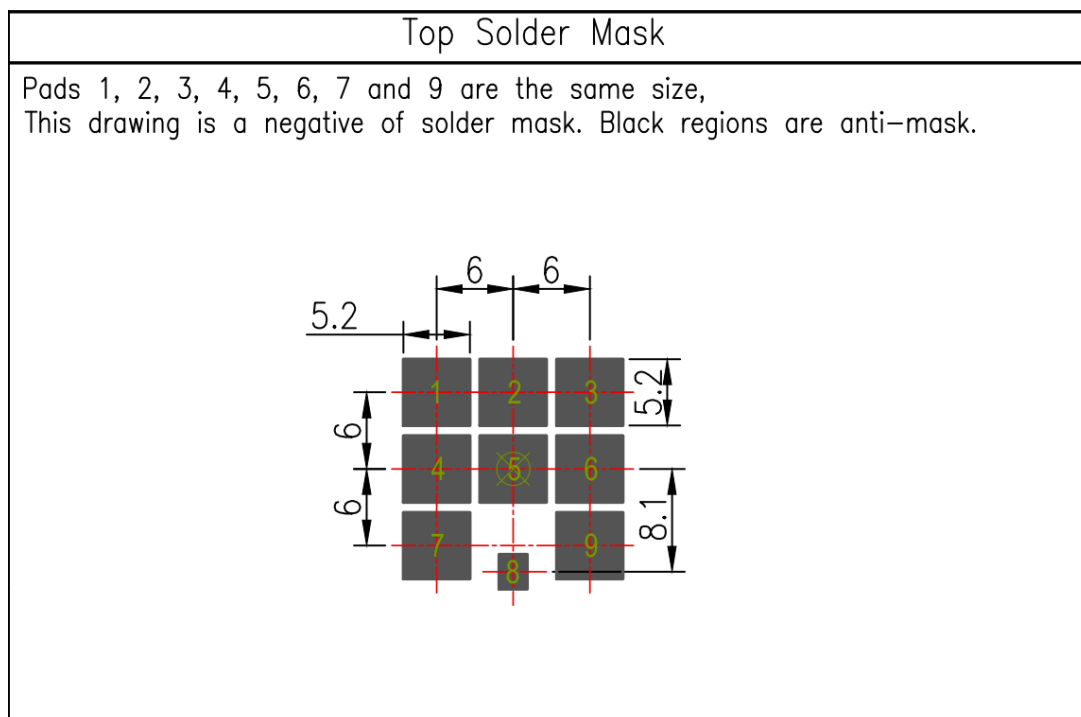 Top Solder Mask
Pads 1, 2, 3, 4, 5, 6, 7 and 9 are the same size,
This drawing is a negative of solder mask. Black regions are anti-mask.
6 6
5.2
1 2 3 5.2
6
4 5 6
6 8.1
7 9
8